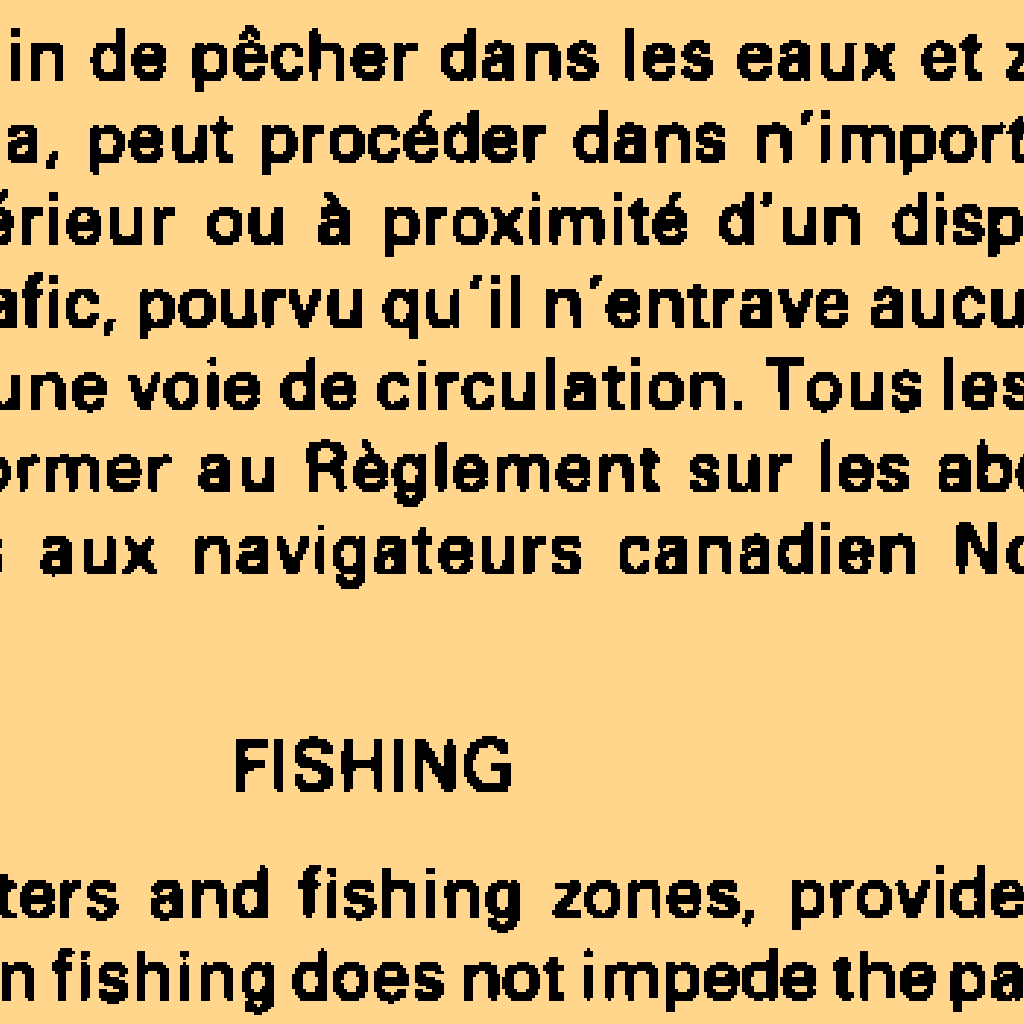 in de pêcher dans les eaux et z
a, peut procéder dans n'import
érieur ou à proximité d'un disp
afic, pourvu qu'il n'entrave aucu
une voie de circulation. Tous les
ormer au Règlement sur les abo
s aux navigateurs canadien No
FISHING
ters and fishing zones, provide
n fishing does not impede the pa